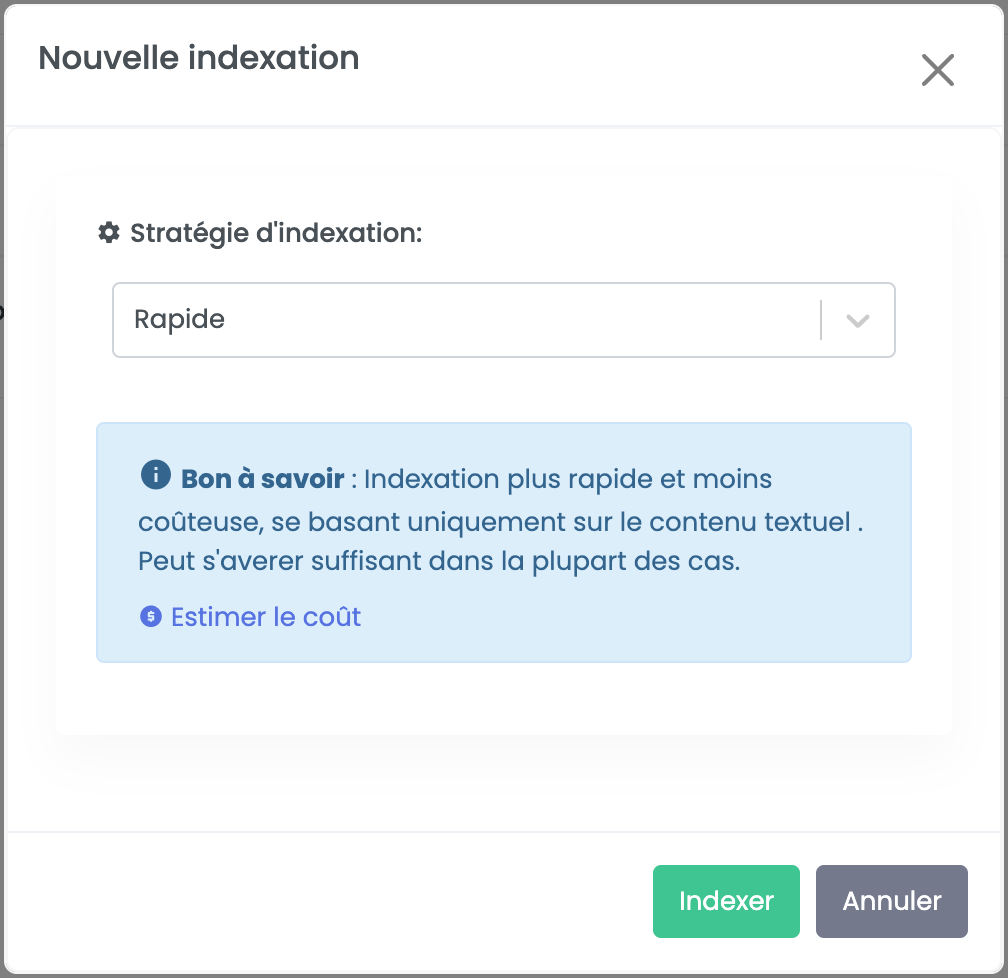 Nouvelle indexation
Stratégie d'indexation:
Rapide
Bon à savoir : Indexation plus rapide et moins
coûteuse, se basant uniquement sur le contenu textuel .
Peut s'averer suffisant dans la plupart des cas.
Estimer le coût
Indexer
Annuler